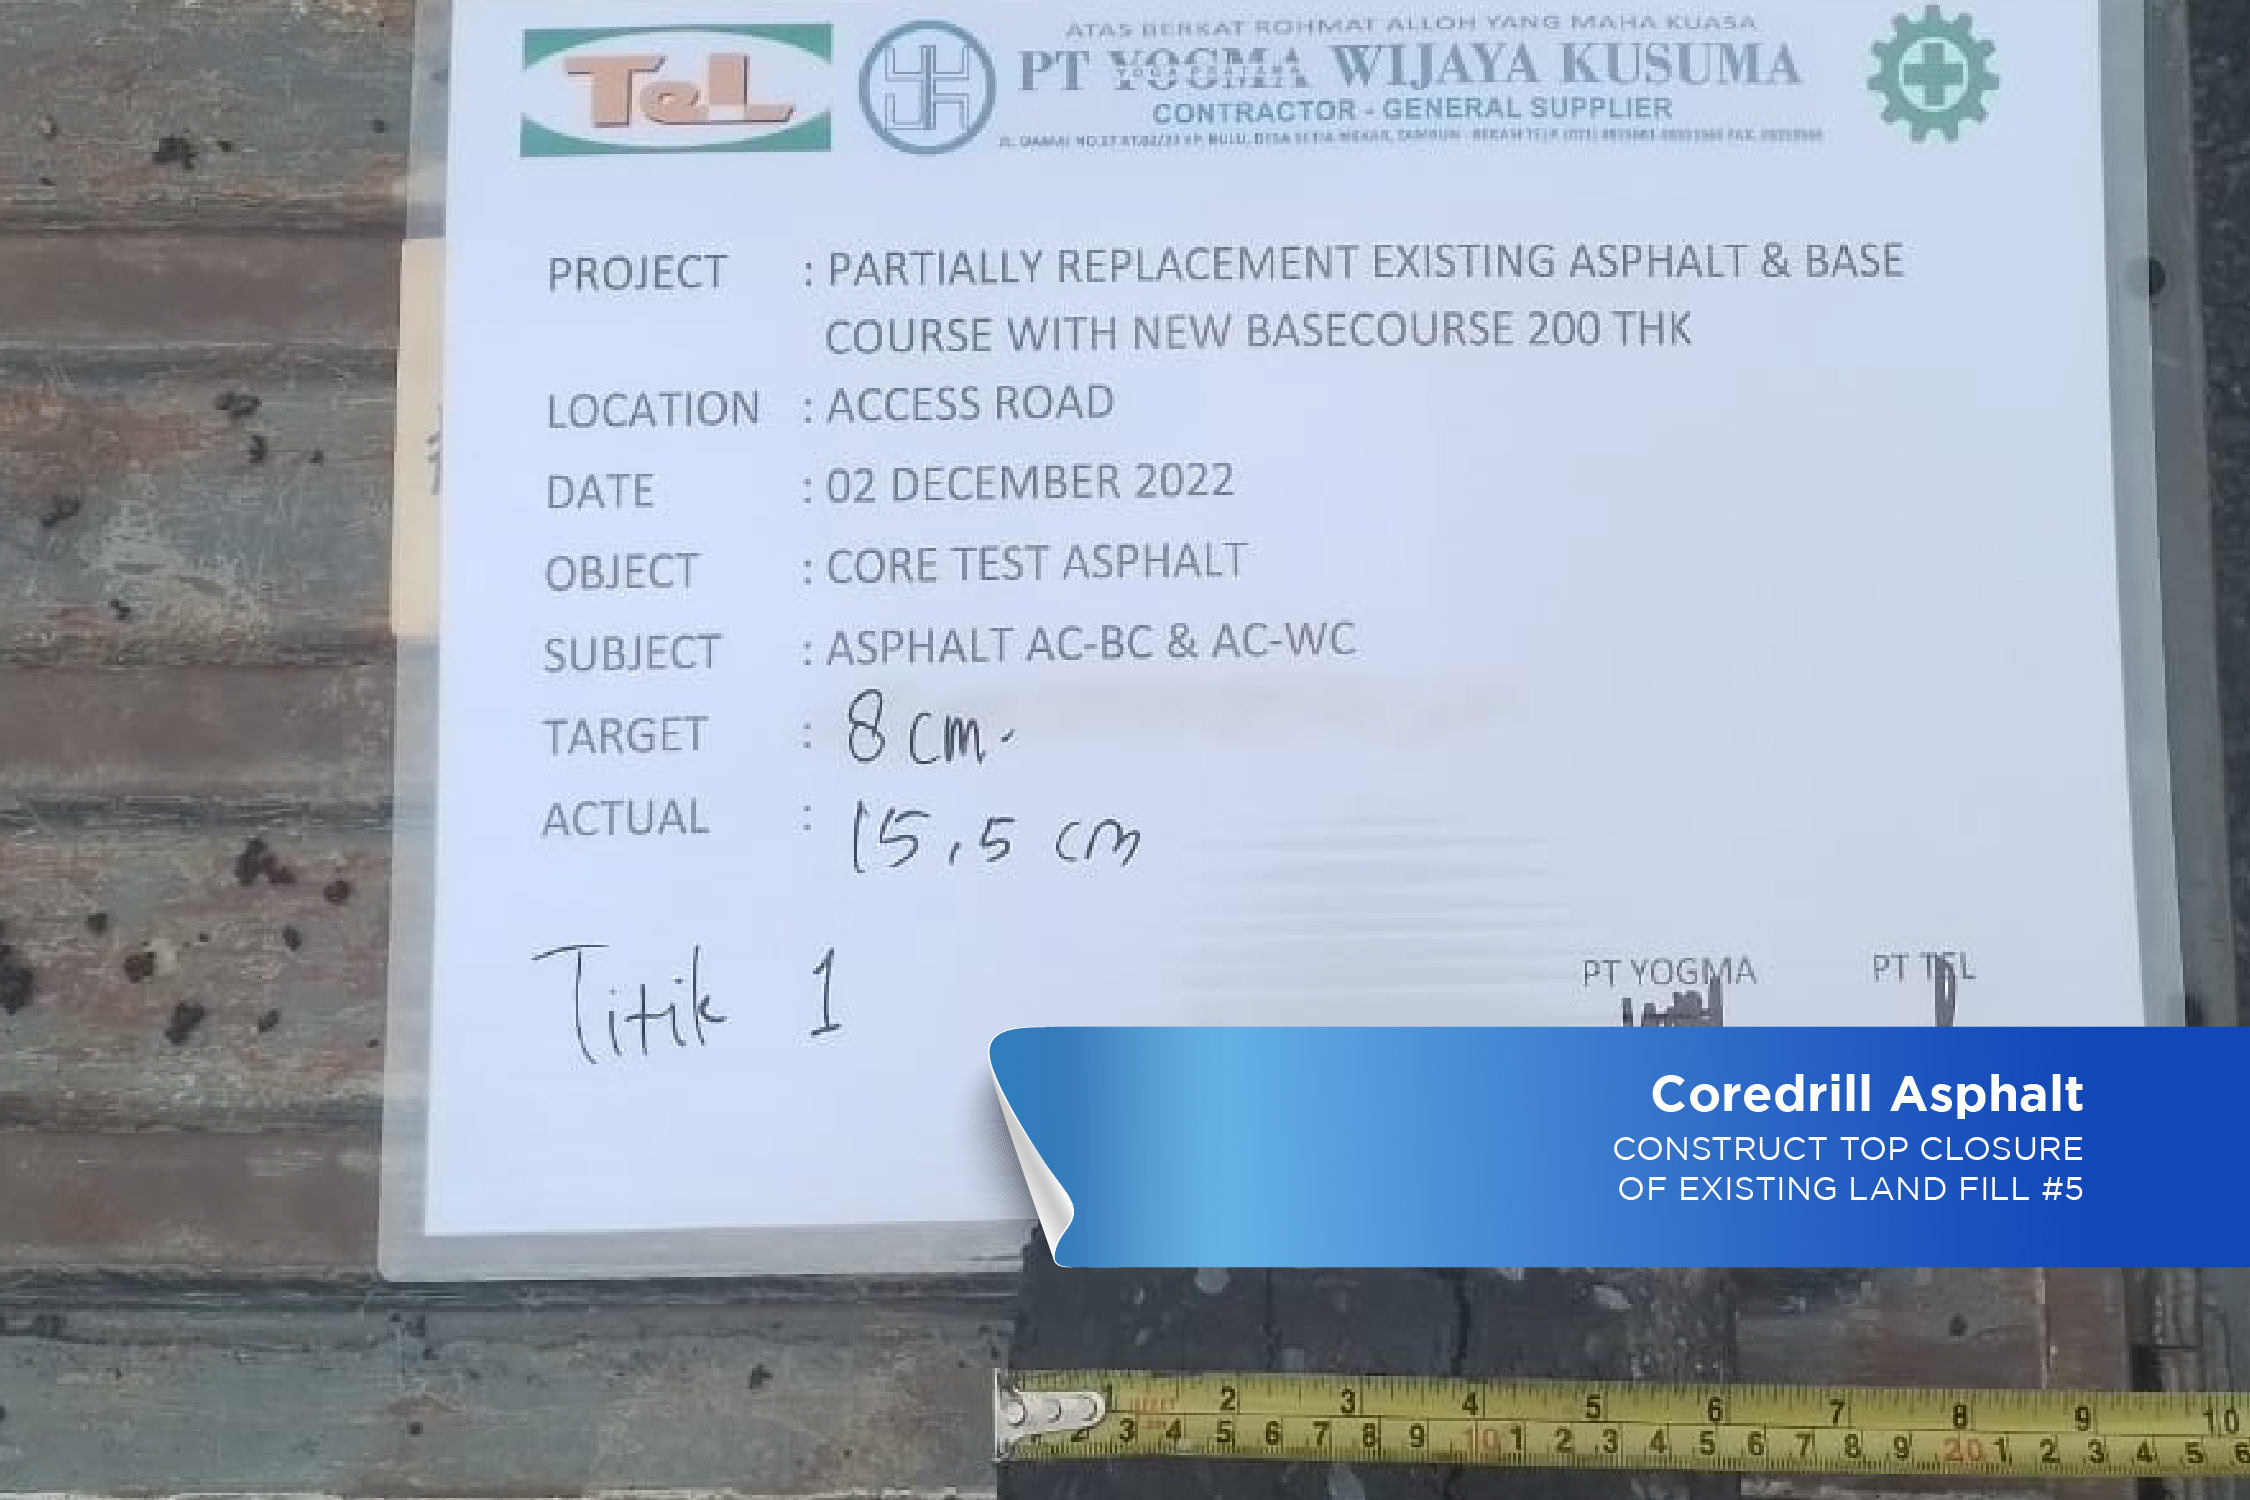 TeL
ATAS BERKAT ROHMAT ALLOH YANG MAHA KUASA
PT YOGMA WIJAYA KUSUMA
CONTRACTOR - GENERAL SUPPLIER
PROJECT : PARTIALLY REPLACEMENT EXISTING ASPHALT & BASE
COURSE WITH NEW BASECOURSE 200 THK
LOCATION : ACCESS ROAD
DATE : 02 DECEMBER 2022
OBJECT : CORE TEST ASPHALT
SUBJECT : ASPHALT AC-BC & AC-WC
TARGET : 8 cm.
ACTUAL : 15,5 cm
Titik 1
PT YOGMA PT TEL
Coredrill Asphalt
CONSTRUCT TOP CLOSURE
OF EXISTING LAND FILL #5
1 2 3 4 5 6 7 8 9 10
2 3 4 5 6 7 8 9 10 1 2 3 4 5 6 7 8 9 20 1 2 3 4 5 6